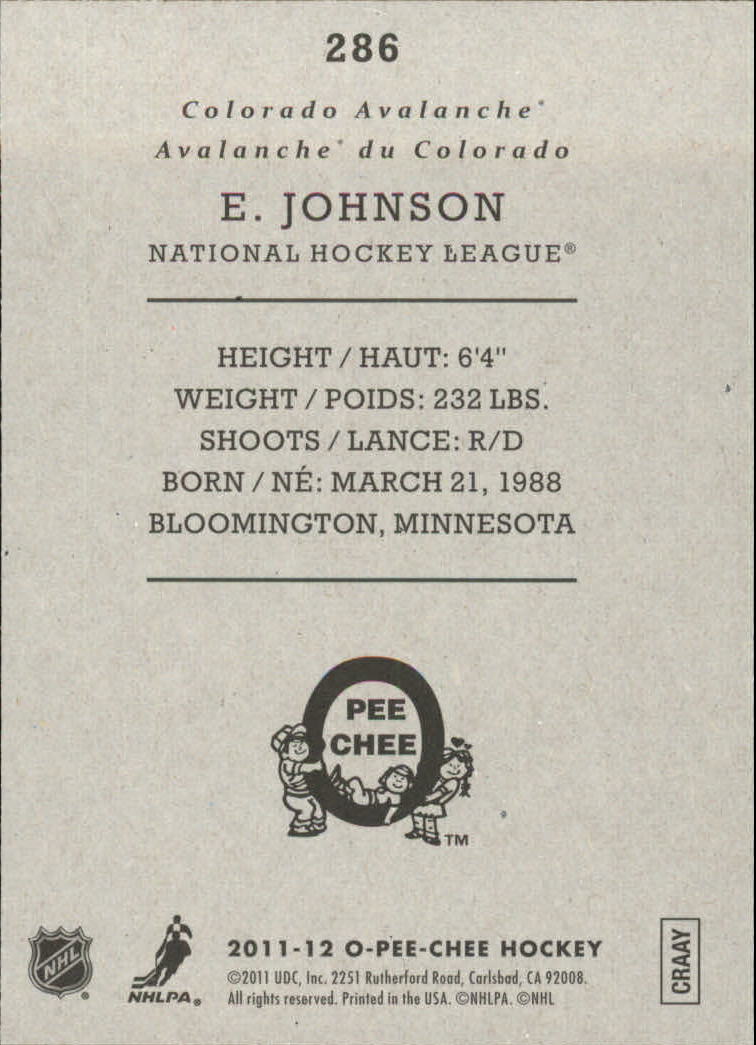 286
Colorado Avalanche®
Avalanche® du Colorado
E. JOHNSON
NATIONAL HOCKEY LEAGUE®
HEIGHT / HAUT: 6'4"
WEIGHT / POIDS: 232 LBS.
SHOOTS / LANCE: R/D
BORN / NÉ: MARCH 21, 1988
BLOOMINGTON, MINNESOTA
O
PEE
CHEE
TM
NHL®
NHLPA®
2011-12 O-PEE-CHEE HOCKEY
©2011 UDC, Inc. 2251 Rutherford Road, Carlsbad, CA 92008.
All rights reserved. Printed in the USA. ©NHLPA. ©NHL
CRAAY